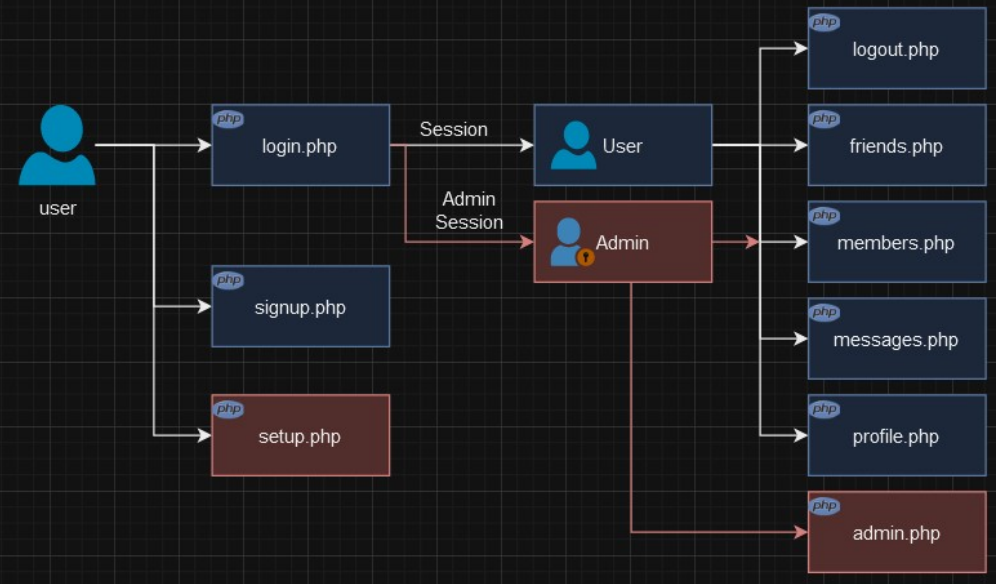 php
logout.php
php
login.php
Session
User
php
friends.php
user
Admin
Session
Admin
php
members.php
php
signup.php
php
messages.php
php
setup.php
php
profile.php
php
admin.php